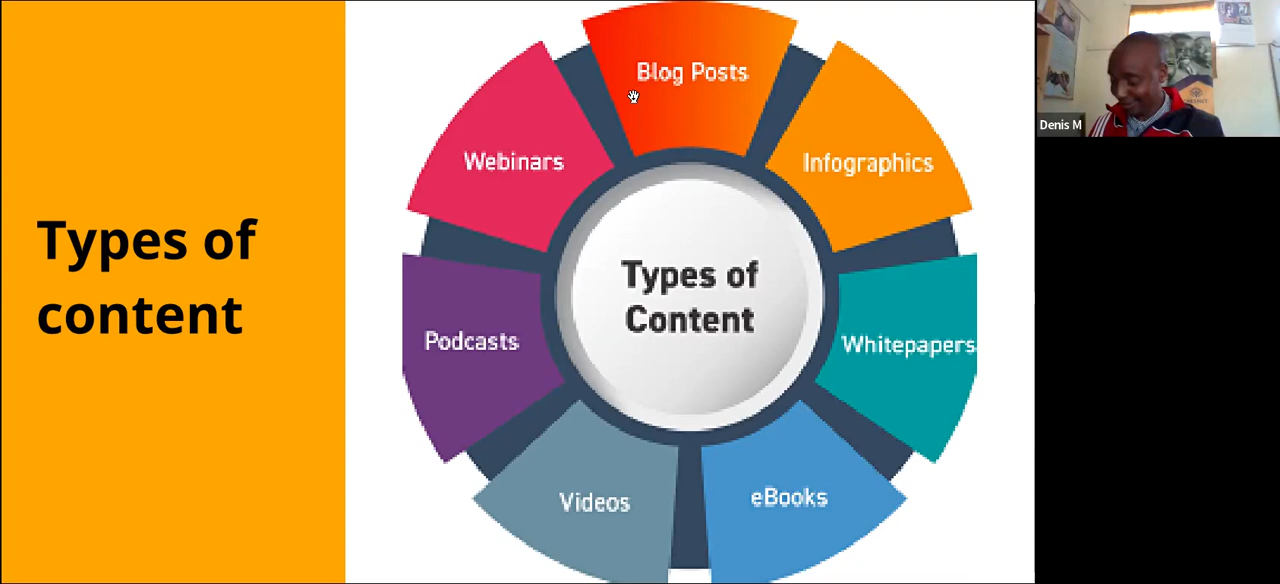 Types of
content
Blog Posts
Infographics
Whitepapers
eBooks
Videos
Podcasts
Webinars
Types of
Content
Denis M